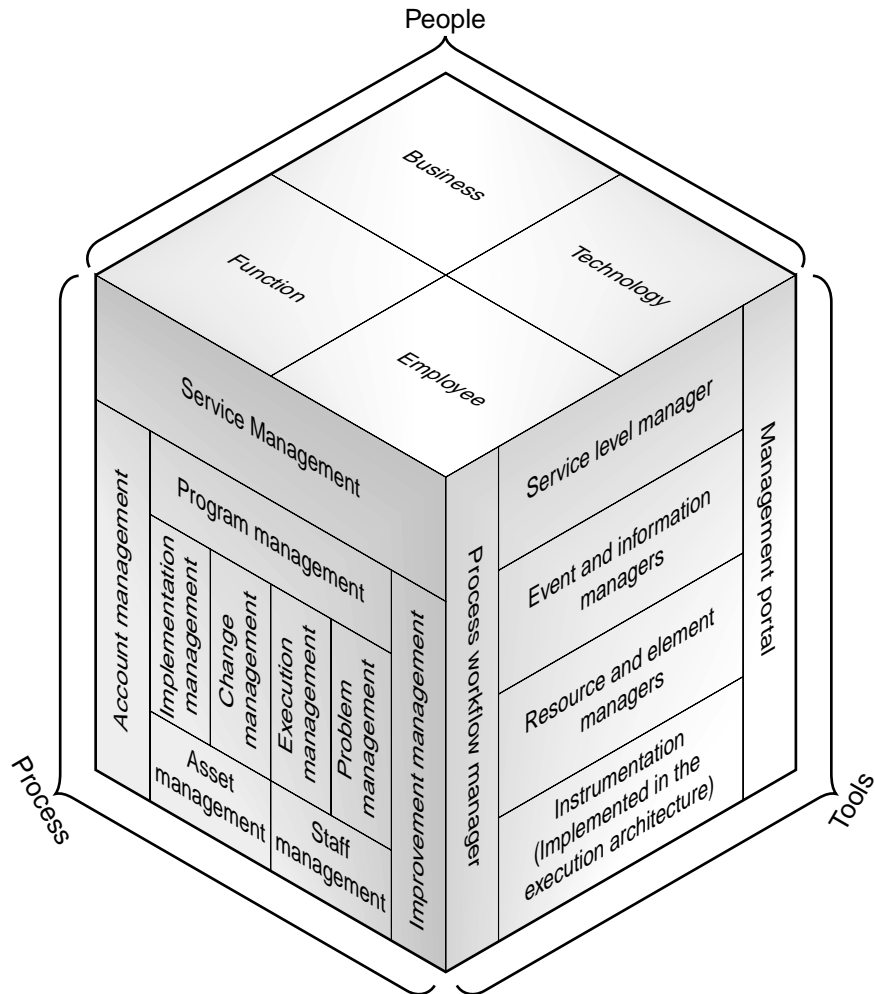 People
Business
Function
Technology
Employee
Service Management
Program management
Account management
Implementation
management
Change
management
Execution
management
Problem
management
Asset
management
Staff
management
Improvement management
Process
Process workflow manager
Service level manager
Event and information
managers
Resource and element
managers
Instrumentation
(Implemented in the
execution architecture)
Management portal
Tools